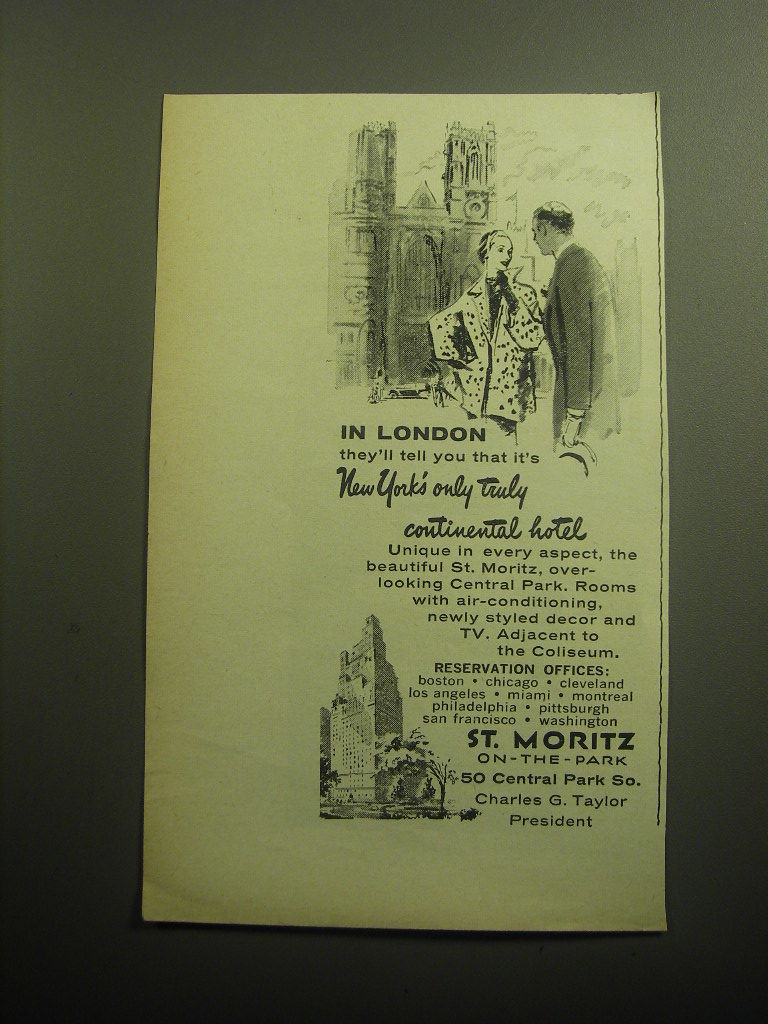 IN LONDON
they'll tell you that it's
New York's only truly
continental hotel
Unique in every aspect, the
beautiful St. Moritz, over-
looking Central Park. Rooms
with air-conditioning,
newly styled decor and
TV. Adjacent to
the Coliseum.
RESERVATION OFFICES:
boston • chicago • cleveland
los angeles • miami • montreal
philadelphia • pittsburgh
san francisco • washington
ST. MORITZ
ON-THE-PARK
50 Central Park So.
Charles G. Taylor
President